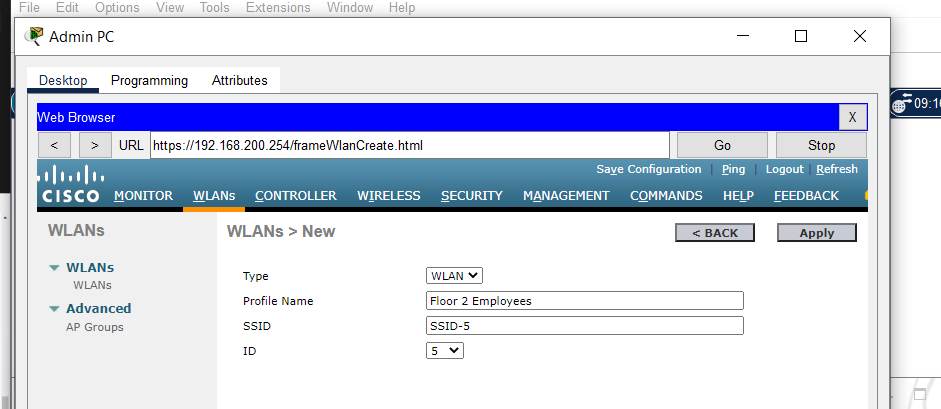 File Edit Options View Tools Extensions Window Help
Admin PC
Desktop Programming Attributes
Web Browser X
< > URL https://192.168.200.254/frameWlanCreate.html Go Stop
Save Configuration | Ping | Logout | Refresh
CISCO MONITOR WLANs CONTROLLER WIRELESS SECURITY MANAGEMENT COMMANDS HELP FEEDBACK
WLANs
WLANs
WLANs
Advanced
AP Groups
WLANs > New < BACK Apply
Type WLAN
Profile Name Floor 2 Employees
SSID SSID-5
ID 5